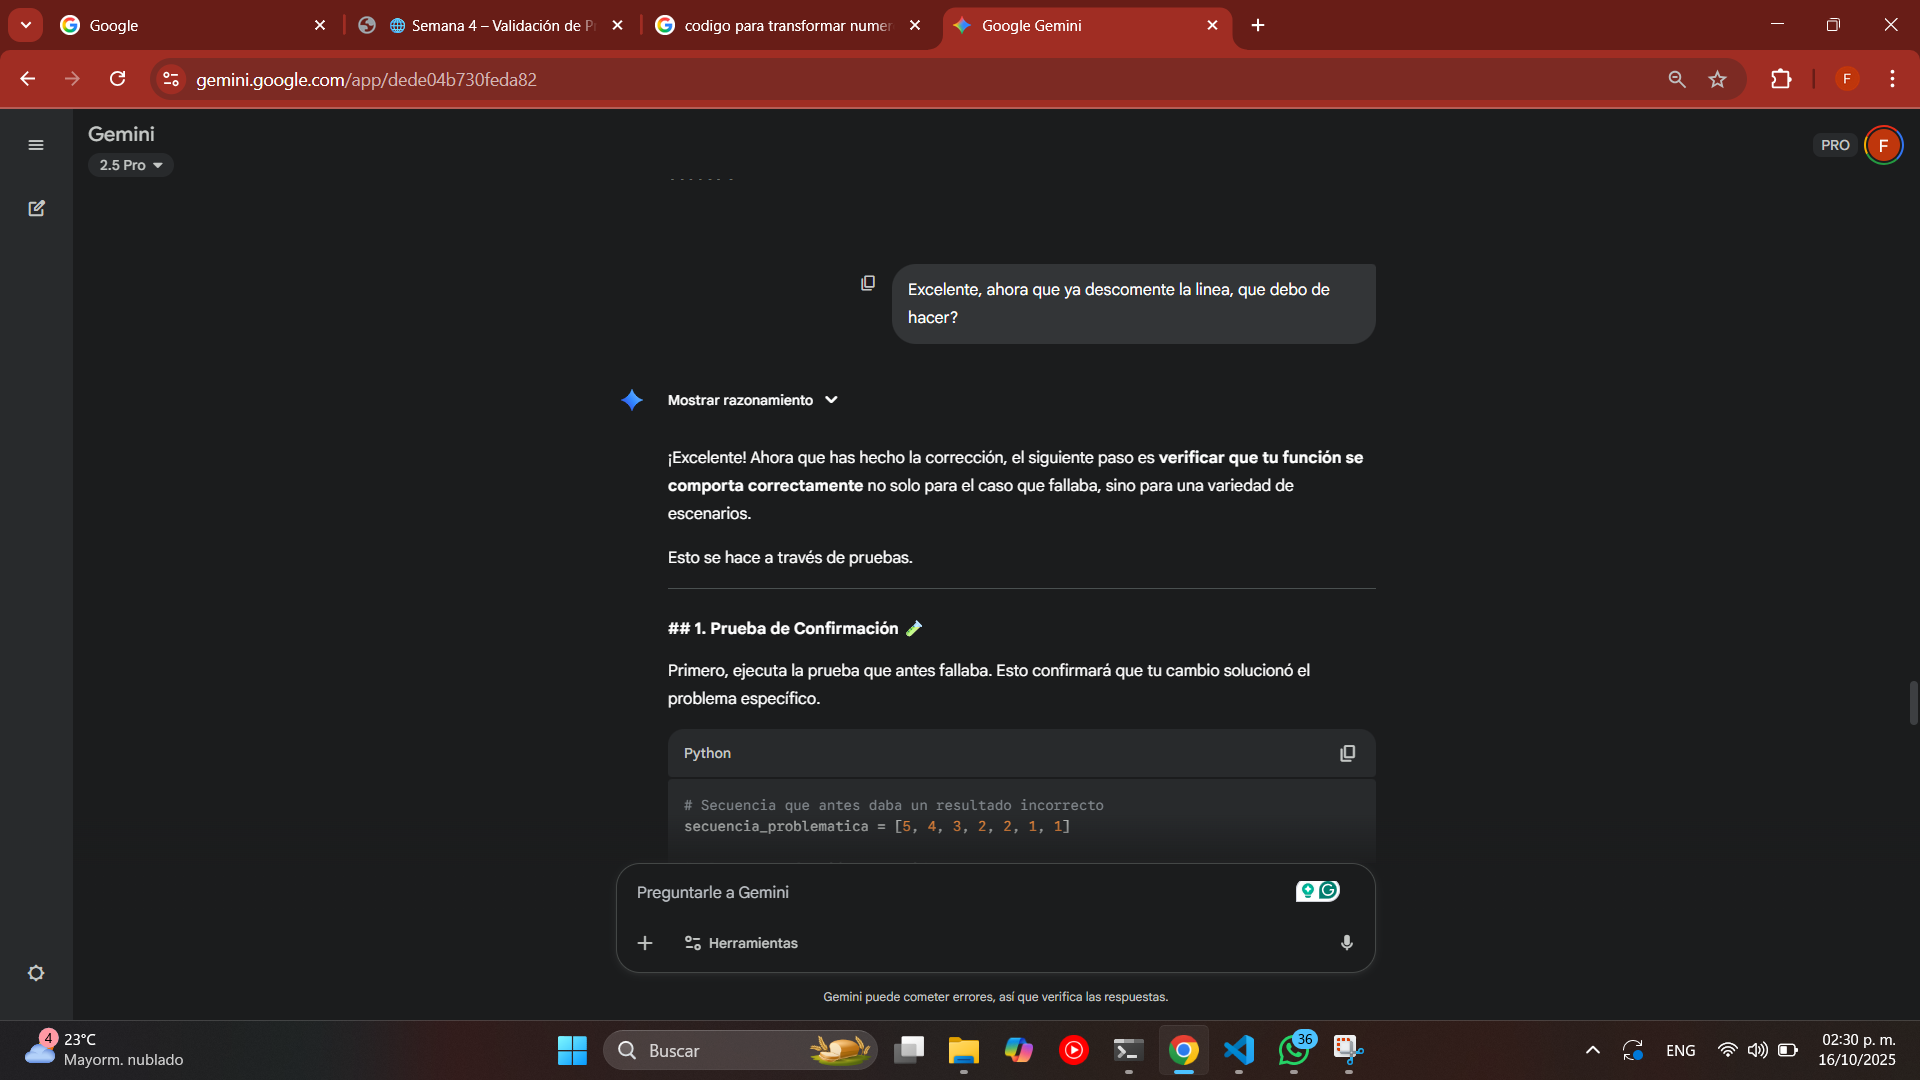 Google
Semana 4 – Validación de P
codigo para transformar numer
Google Gemini
gemini.google.com/app/dede04b730feda82
F
Gemini
2.5 Pro
PRO
F
Excelente, ahora que ya descomente la linea, que debo de
hacer?
Mostrar razonamiento
¡Excelente! Ahora que has hecho la corrección, el siguiente paso es verificar que tu función se
comporta correctamente no solo para el caso que fallaba, sino para una variedad de
escenarios.
Esto se hace a través de pruebas.
## 1. Prueba de Confirmación
Primero, ejecuta la prueba que antes fallaba. Esto confirmará que tu cambio solucionó el
problema específico.
Python
# Secuencia que antes daba un resultado incorrecto
secuencia_problematica = [5, 4, 3, 2, 2, 1, 1]
Preguntarle a Gemini
Herramientas
Gemini puede cometer errores, así que verifica las respuestas.
4
23°C
Mayorm. nublado
Buscar
36
ENG
02:30 p. m.
16/10/2025